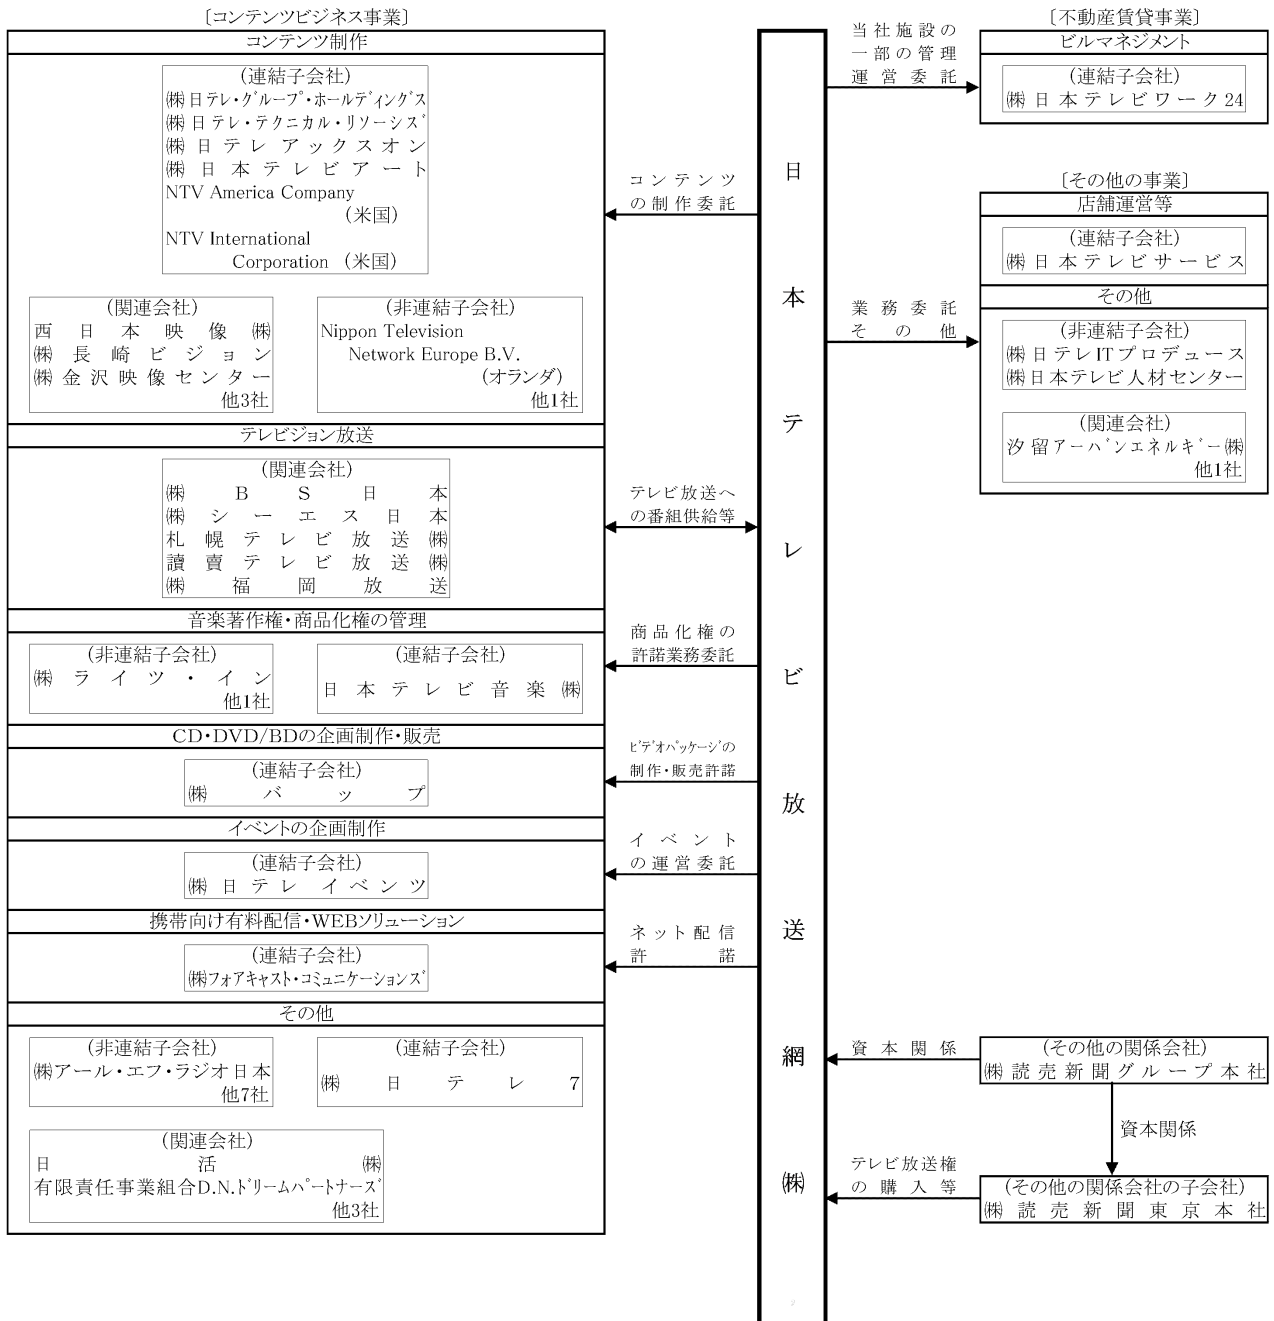 〔コンテンツビジネス事業〕
コンテンツ制作
(連結子会社)
㈱日テレ・グループ・ホールディングス
㈱日テレ・テクニカル・リソーシズ
㈱日テレアックスオン
㈱日本テレビアート
NTV America Company
(米国)
NTV International
Corporation (米国)
(関連会社)
西日本映像㈱
㈱長崎ビジョン
㈱金沢映像センター
他3社
(非連結子会社)
Nippon Television
Network Europe B.V.
(オランダ)
他1社
テレビジョン放送
(関連会社)
㈱BS日本
㈱シーエス日本
札幌テレビ放送㈱
讀賣テレビ放送㈱
㈱福岡放送
音楽著作権・商品化権の管理
(非連結子会社)
㈱ライツ・イン
他1社
(連結子会社)
日本テレビ音楽㈱
CD・DVD/BDの企画制作・販売
(連結子会社)
㈱バップ
イベントの企画制作
(連結子会社)
㈱日テレイベンツ
携帯向け有料配信・WEBソリューション
(連結子会社)
㈱フォアキャスト・コミュニケーションズ
その他
(非連結子会社)
㈱アール・エフ・ラジオ日本
他7社
(連結子会社)
㈱日テレ7
(関連会社)
日活㈱
有限責任事業組合D.N.ドリームパートナーズ
他3社
コンテンツ
の制作委託
テレビ放送へ
の番組供給等
商品化権の
許諾業務委託
ビデオパッケージの
制作・販売許諾
イベント
の運営委託
ネット配信
許諾
日本テレビ放送網㈱
2
当社施設の
一部の管理
運営委託
業務委託
その他
資本関係
テレビ放送権
の購入等
〔不動産賃貸事業〕
ビルマネジメント
(連結子会社)
㈱日本テレビワーク24
〔その他の事業〕
店舗運営等
(連結子会社)
㈱日本テレビサービス
その他
(非連結子会社)
㈱日テレITプロデュース
㈱日本テレビ人材センター
(関連会社)
汐留アーバンエネルギー㈱
他1社
(その他の関係会社)
㈱読売新聞グループ本社
資本関係
(その他の関係会社の子会社)
㈱読売新聞東京本社